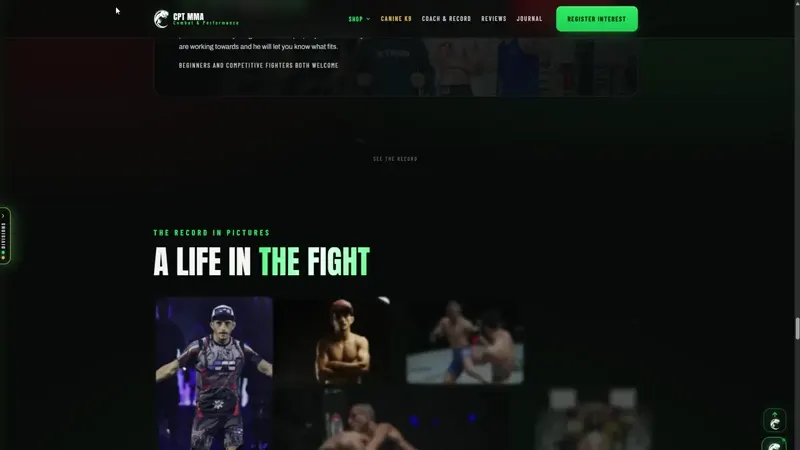 CPT MMA
Combat & Performance
SHOP
CANINE K9
COACH & RECORD
REVIEWS
JOURNAL
REGISTER INTEREST
are working towards and he will let you know what fits.
BEGINNERS AND COMPETITIVE FIGHTERS BOTH WELCOME
SEE THE RECORD
DIVISIONS
THE RECORD IN PICTURES
A LIFE IN THE FIGHT